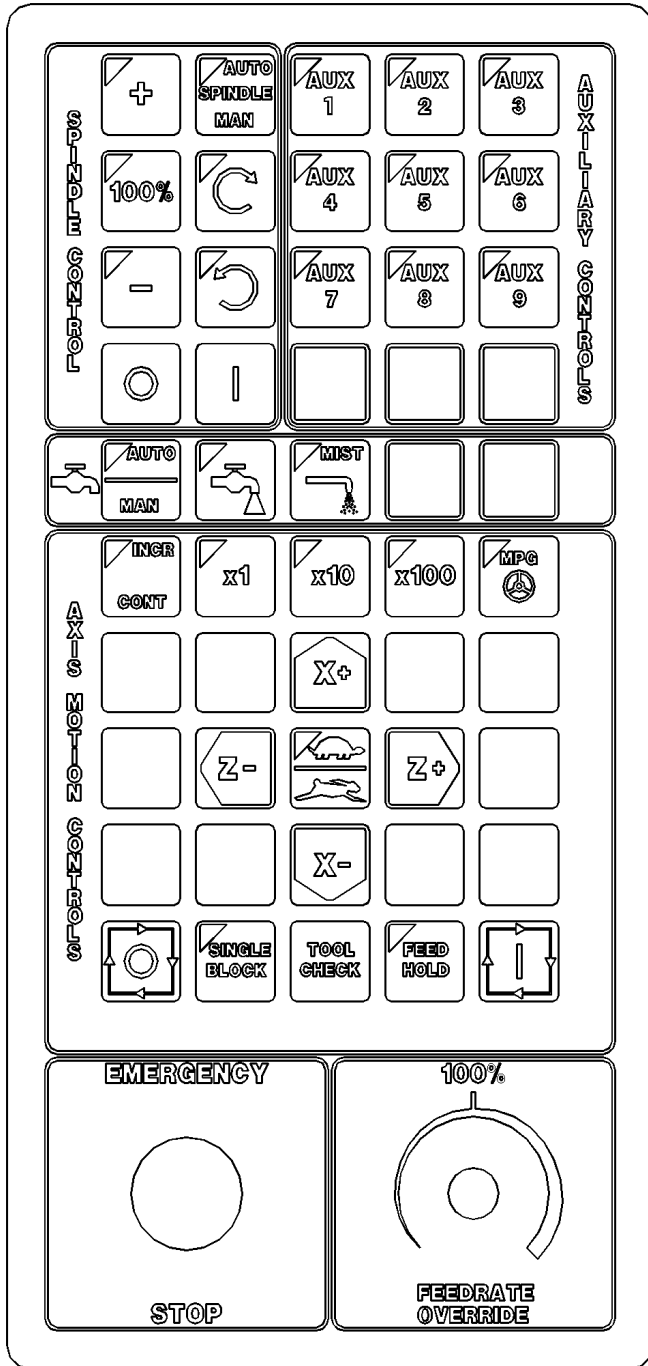 SPINDLE CONTROL
+
AUTO
SPINDLE
MAN
100%
-
AUX
1
AUX
2
AUX
3
AUX
4
AUX
5
AUX
6
AUX
7
AUX
8
AUX
9
AUXILIARY CONTROLS
AUTO
MAN
MIST
AXIS MOTION CONTROLS
INCR
CONT
x1
x10
x100
MPG
X+
Z-
Z+
X-
SINGLE
BLOCK
TOOL
CHECK
FEED
HOLD
EMERGENCY
STOP
100%
FEEDRATE
OVERRIDE